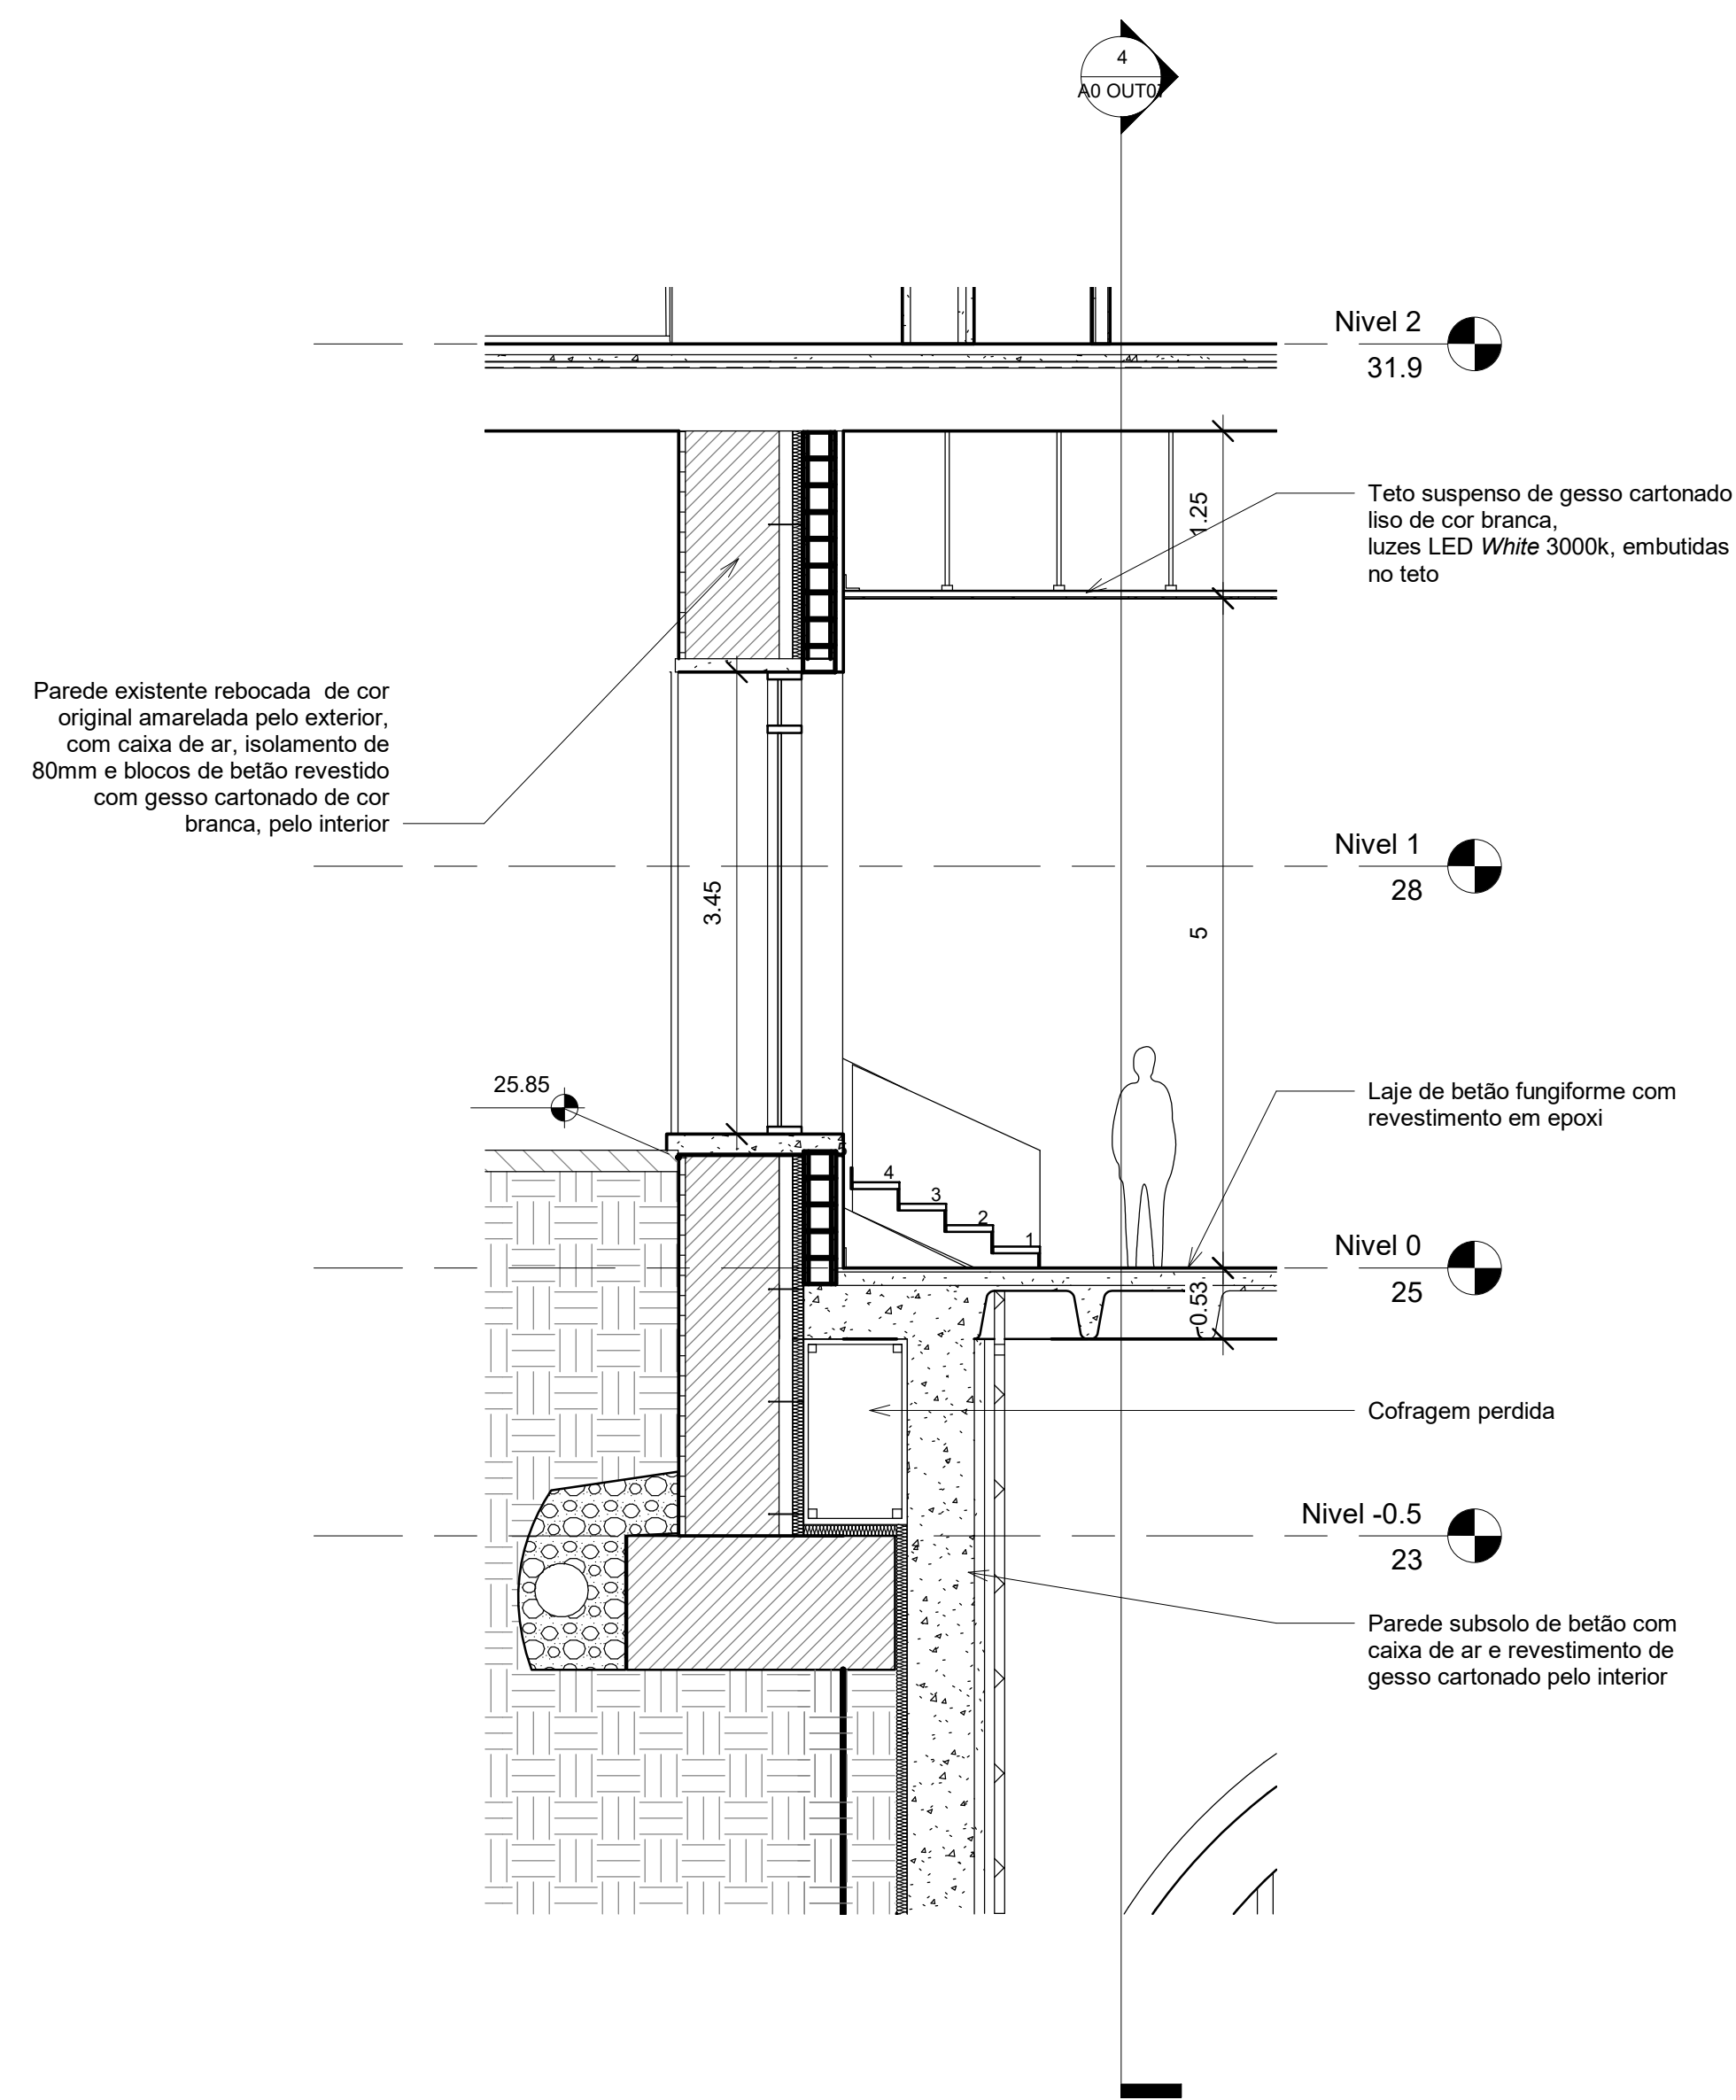 4
A0 OUT07
Nivel 2
31.9
1.25
Teto suspenso de gesso cartonado
liso de cor branca,
luzes LED White 3000k, embutidas
no teto
Parede existente rebocada de cor
original amarelada pelo exterior,
com caixa de ar, isolamento de
80mm e blocos de betão revestido
com gesso cartonado de cor
branca, pelo interior
Nivel 1
28
3.45
5
25.85
Laje de betão fungiforme com
revestimento em epoxi
5
4
3
2
1
Nivel 0
25
0.53
Cofragem perdida
Nivel -0.5
23
Parede subsolo de betão com
caixa de ar e revestimento de
gesso cartonado pelo interior